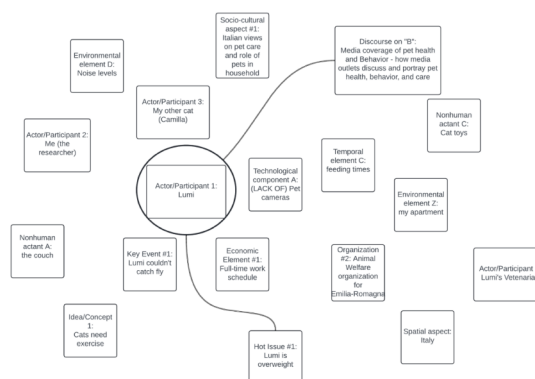 Socio-cultural
aspect #1:
Italian views
on pet care
and role of
pets in
household
Discourse on "B":
Media coverage of pet health
and Behavior - how media
outlets discuss and portray pet
health, behavior, and care
Environmental
element D:
Noise levels
Actor/Participant 3:
My other cat
(Camilla)
Nonhuman
actant C:
Cat toys
Actor/Participant 2:
Me (the
researcher)
Temporal
element C:
feeding times
Technological
component A:
(LACK OF) Pet
cameras
Actor/Participant 1:
Lumi
Environmental
element Z:
my apartment
Nonhuman
actant A:
the couch
Key Event #1:
Lumi couldn't
catch fly
Economic
Element #1:
Full-time work
schedule
Organization
#2: Animal
Welfare
organization
for
Emilia-Romagna
Actor/Participant
Lumi's Vetenaria
Idea/Concept
1:
Cats need
exercise
Spatial aspect:
Italy
Hot Issue #1:
Lumi is
overweight